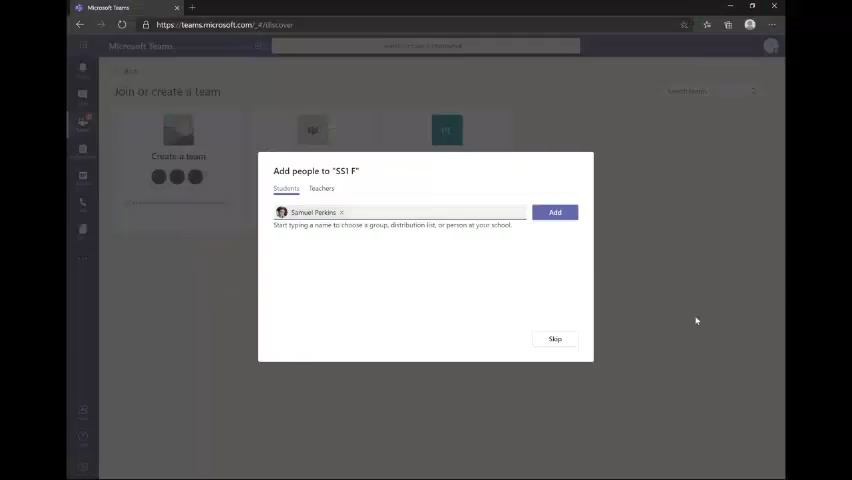 Microsoft Teams
https://teams.microsoft.com/_#/discover
Microsoft Teams
Join or create a team
Search teams
Create a team
Add people to "SS1 F"
Students Teachers
Samuel Perkins ×
Add
Start typing a name to choose a group, distribution list, or person at your school.
Skip